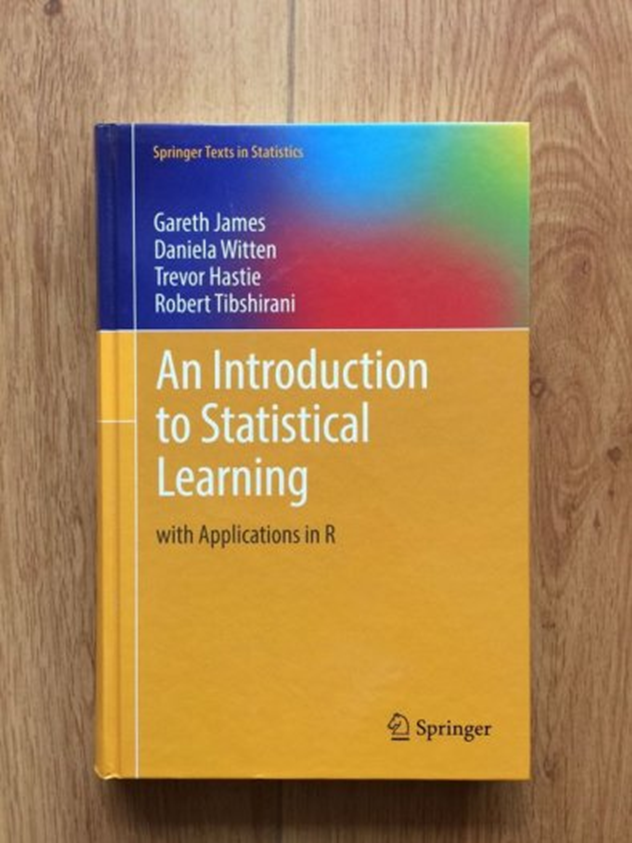 Springer Texts in Statistics
Gareth James
Daniela Witten
Trevor Hastie
Robert Tibshirani
An Introduction
to Statistical
Learning
with Applications in R
Springer